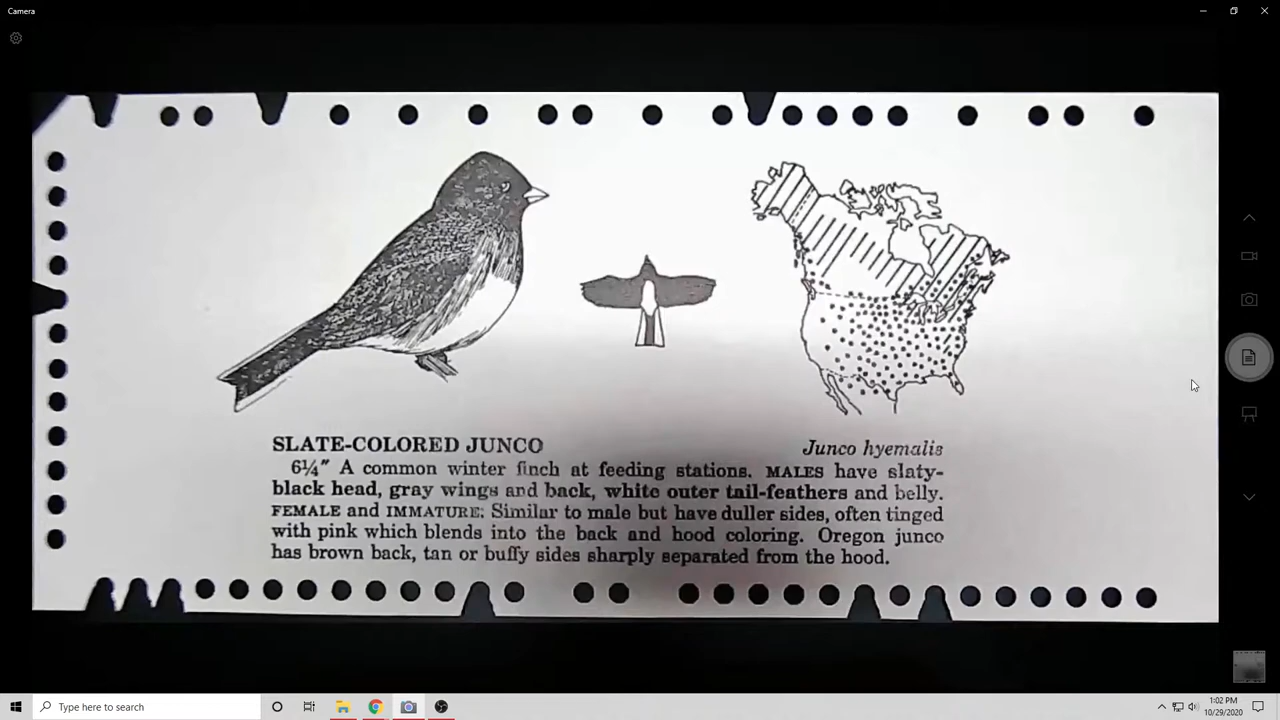 Camera
SLATE-COLORED JUNCO
Junco hyemalis
6¼″ A common winter finch at feeding stations. MALES have slaty-
black head, gray wings and back, white outer tail-feathers and belly.
FEMALE and IMMATURE: Similar to male but have duller sides, often tinged
with pink which blends into the back and hood coloring. Oregon junco
has brown back, tan or buffy sides sharply separated from the hood.
Type here to search
1:02 PM
10/29/2020